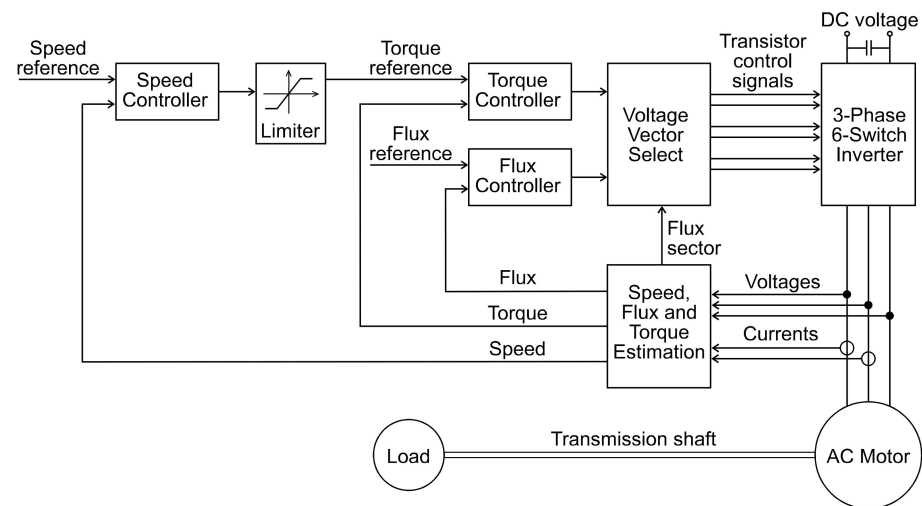 DC voltage
Speed
reference
Torque
reference
Transistor
control
signals
Speed
Controller
Limiter
Torque
Controller
Voltage
Vector
Select
3-Phase
6-Switch
Inverter
Flux
reference
Flux
Controller
Flux
sector
Flux
Torque
Speed
Speed,
Flux and
Torque
Estimation
Voltages
Currents
Load
Transmission shaft
AC Motor